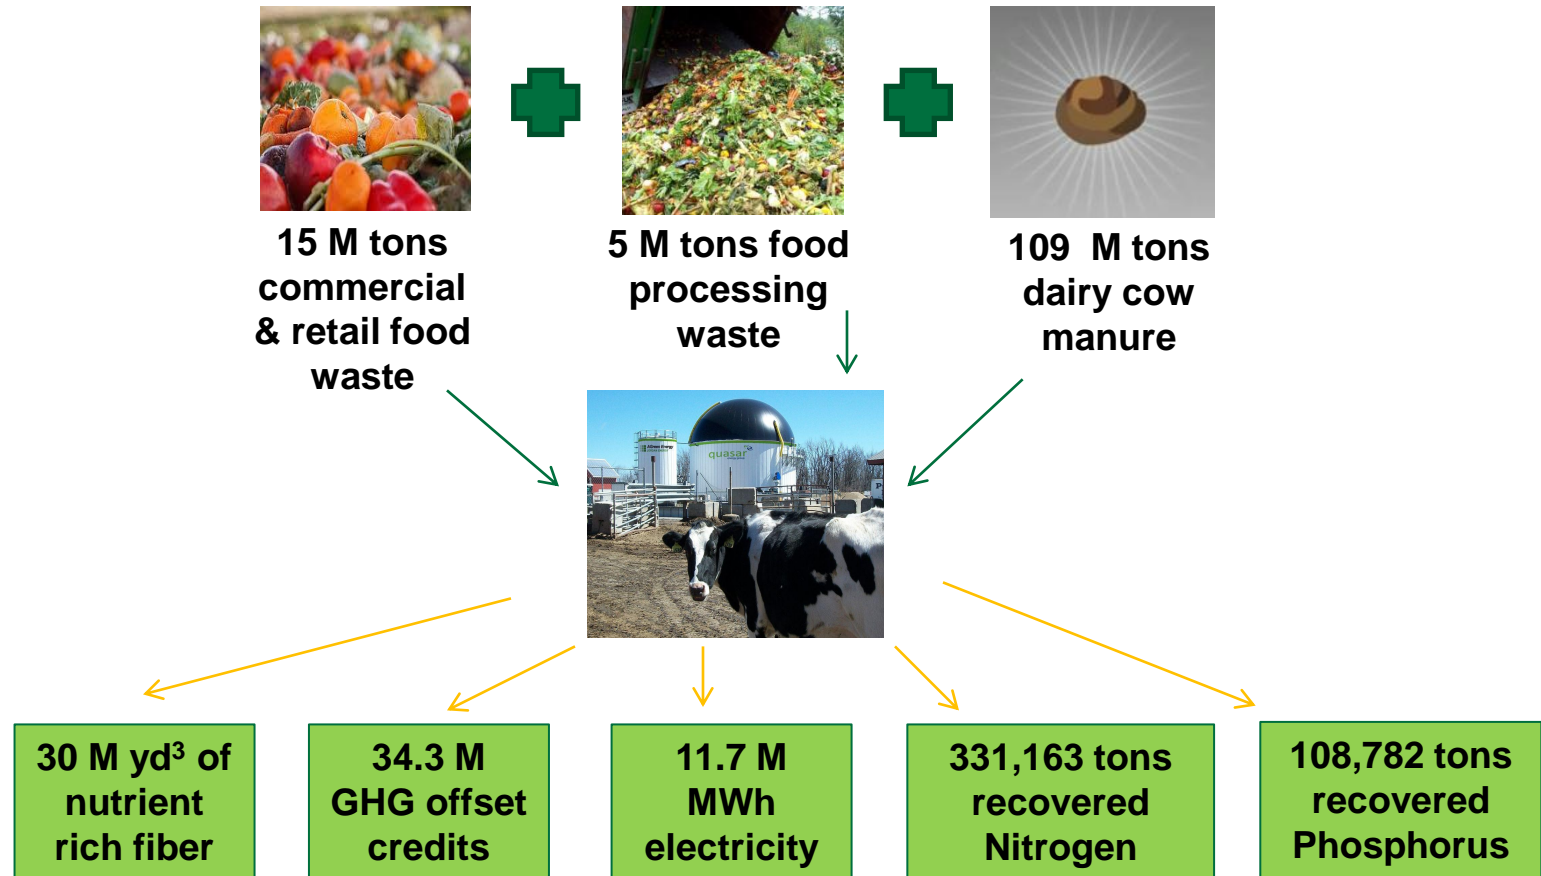 15 M tons
commercial
& retail food
waste
5 M tons food
processing
waste
109 M tons
dairy cow
manure
quasar
30 M yd³ of
nutrient
rich fiber
34.3 M
GHG offset
credits
11.7 M
MWh
electricity
331,163 tons
recovered
Nitrogen
108,782 tons
recovered
Phosphorus